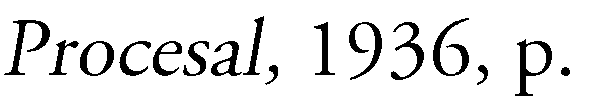 Procesal, 1936, p.